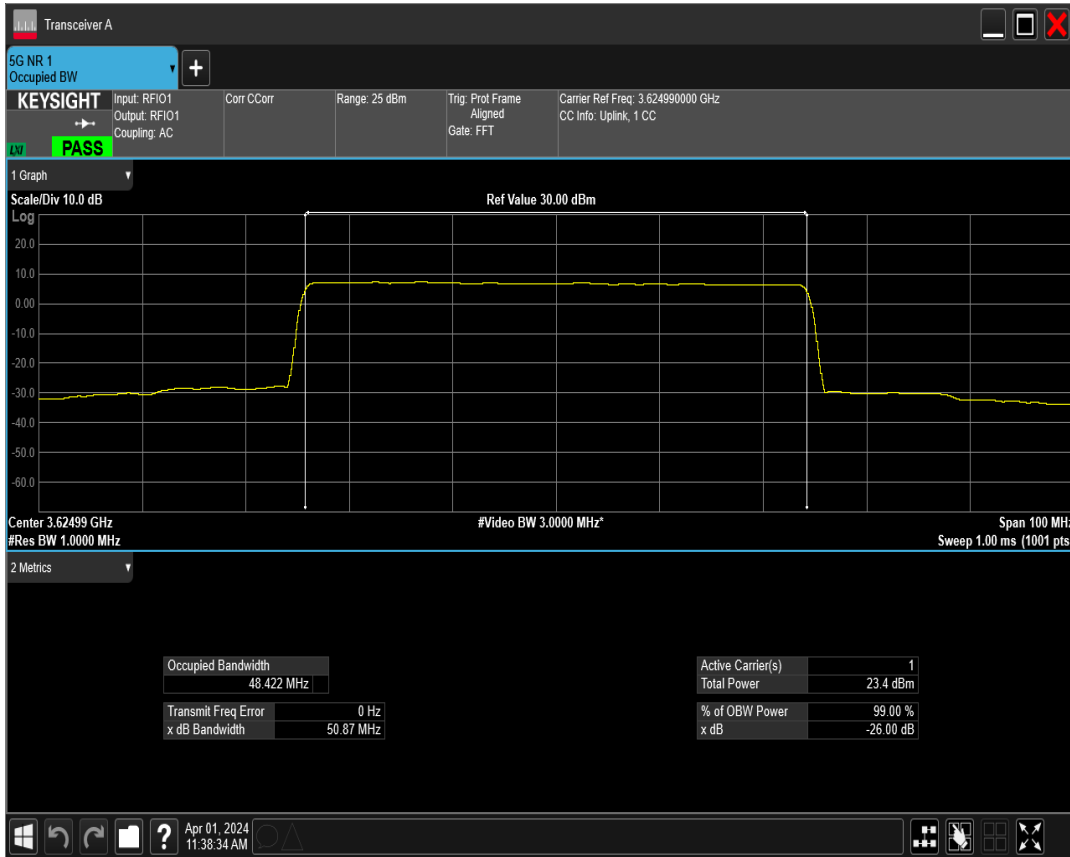 Transceiver A
5G NR 1
Occupied BW
+
KEYSIGHT
LXI
PASS
Input: RFIO1
Output: RFIO1
Coupling: AC
Corr CCorr
Range: 25 dBm
Trig: Prot Frame
Aligned
Gate: FFT
Carrier Ref Freq: 3.624990000 GHz
CC Info: Uplink, 1 CC
1 Graph
Scale/Div 10.0 dB
Ref Value 30.00 dBm
Log
20.0
10.0
0.00
-10.0
-20.0
-30.0
-40.0
-50.0
-60.0
Center 3.62499 GHz
#Video BW 3.0000 MHz*
Span 100 MHz
#Res BW 1.0000 MHz
Sweep 1.00 ms (1001 pts
2 Metrics
Occupied Bandwidth
48.422 MHz
Transmit Freq Error 0 Hz
x dB Bandwidth 50.87 MHz
Active Carrier(s) 1
Total Power 23.4 dBm
% of OBW Power 99.00 %
x dB -26.00 dB
?
Apr 01, 2024
11:38:34 AM